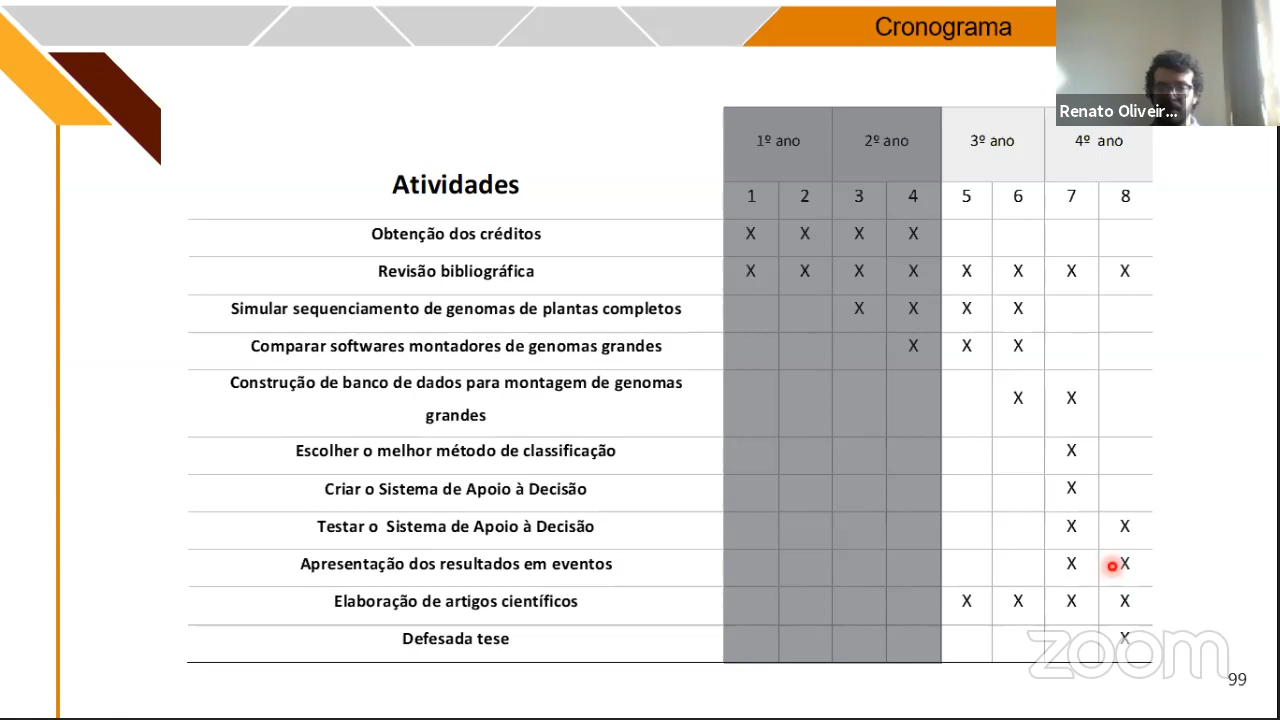 Cronograma
Renato Oliveir...
1º ano 2º ano 3º ano 4º ano
Atividades
1 2 3 4 5 6 7 8
Obtenção dos créditos X X X X
Revisão bibliográfica X X X X X X X X
Simular sequenciamento de genomas de plantas completos X X X X
Comparar softwares montadores de genomas grandes X X X
Construção de banco de dados para montagem de genomas
grandes X X
Escolher o melhor método de classificação X
Criar o Sistema de Apoio à Decisão X
Testar o Sistema de Apoio à Decisão X X
Apresentação dos resultados em eventos X X
Elaboração de artigos científicos X X X X
Defesada tese X
zoom
99